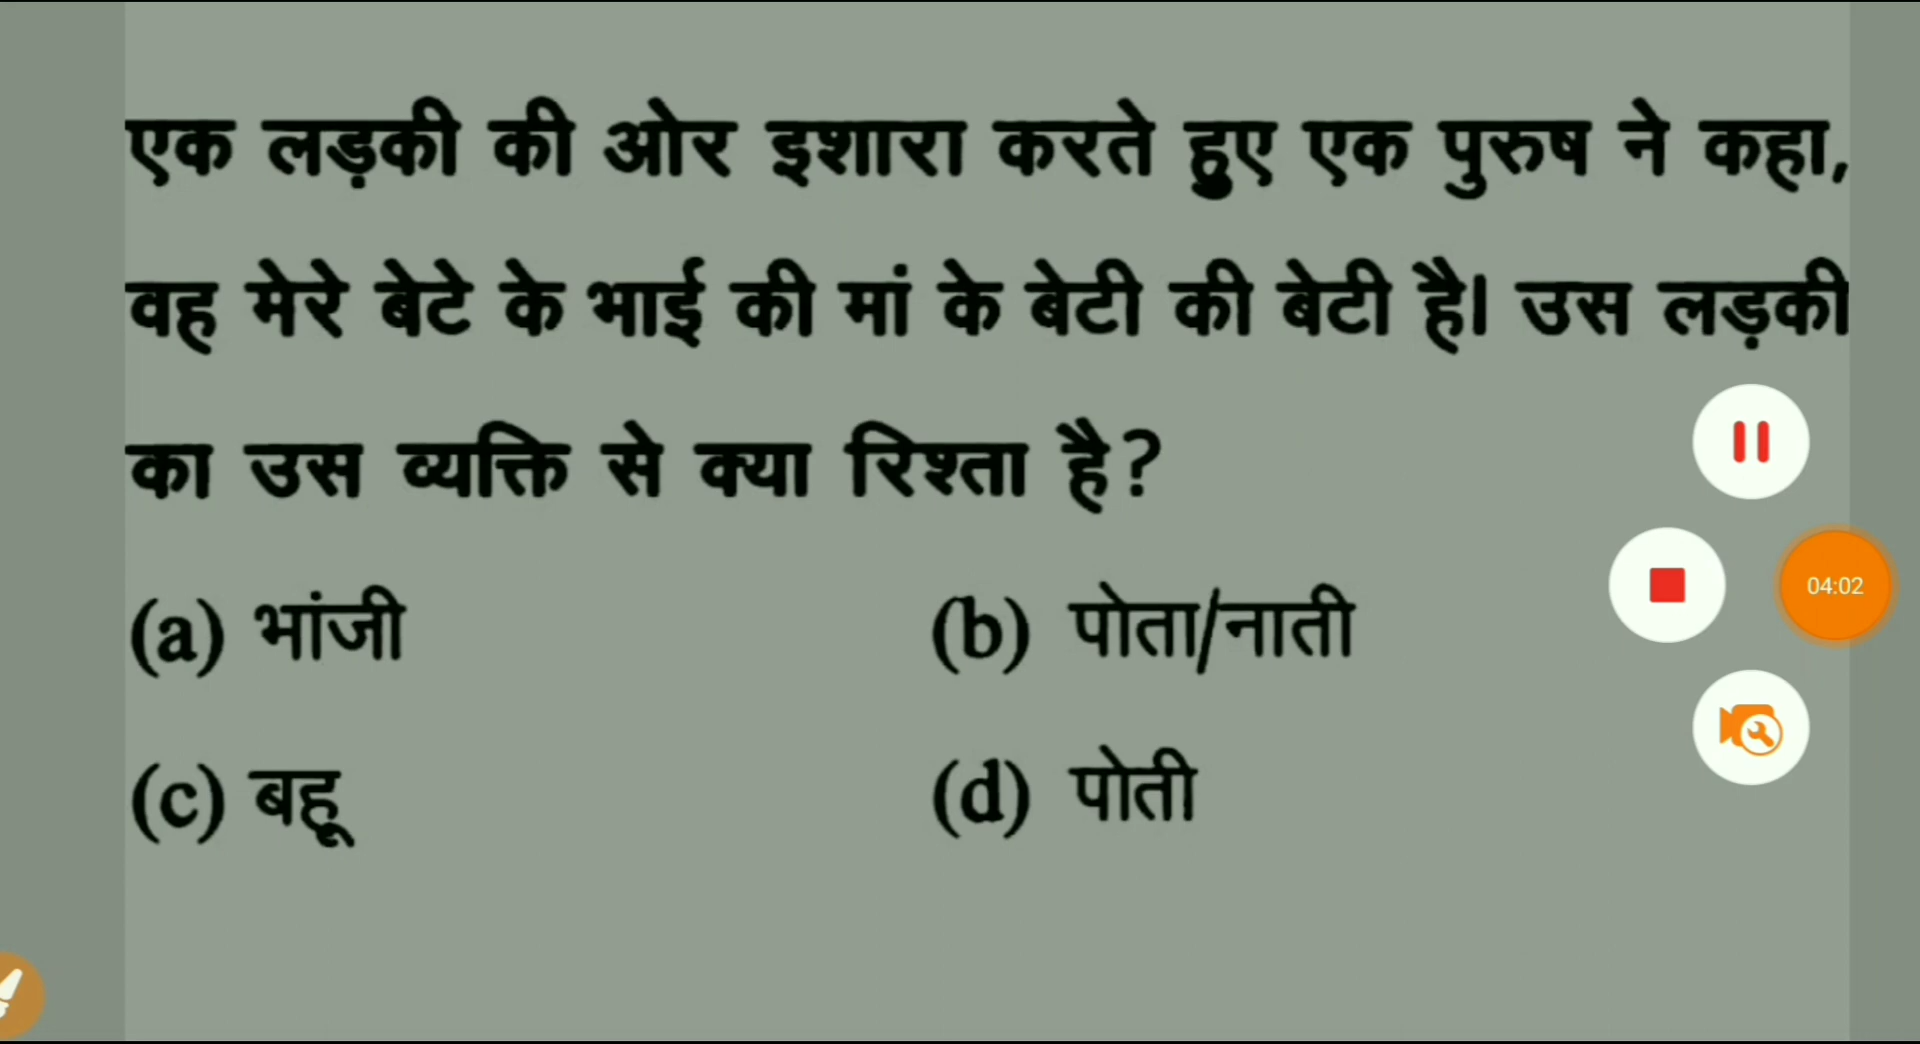 एक लड़की की ओर इशारा करते हुए एक पुरुष ने कहा,
वह मेरे बेटे के भाई की मां के बेटी की बेटी है। उस लड़की
का उस व्यक्ति से क्या रिश्ता है?
(a) भांजी (b) पोता/नाती
04:02
(c) बहू (d) पोती